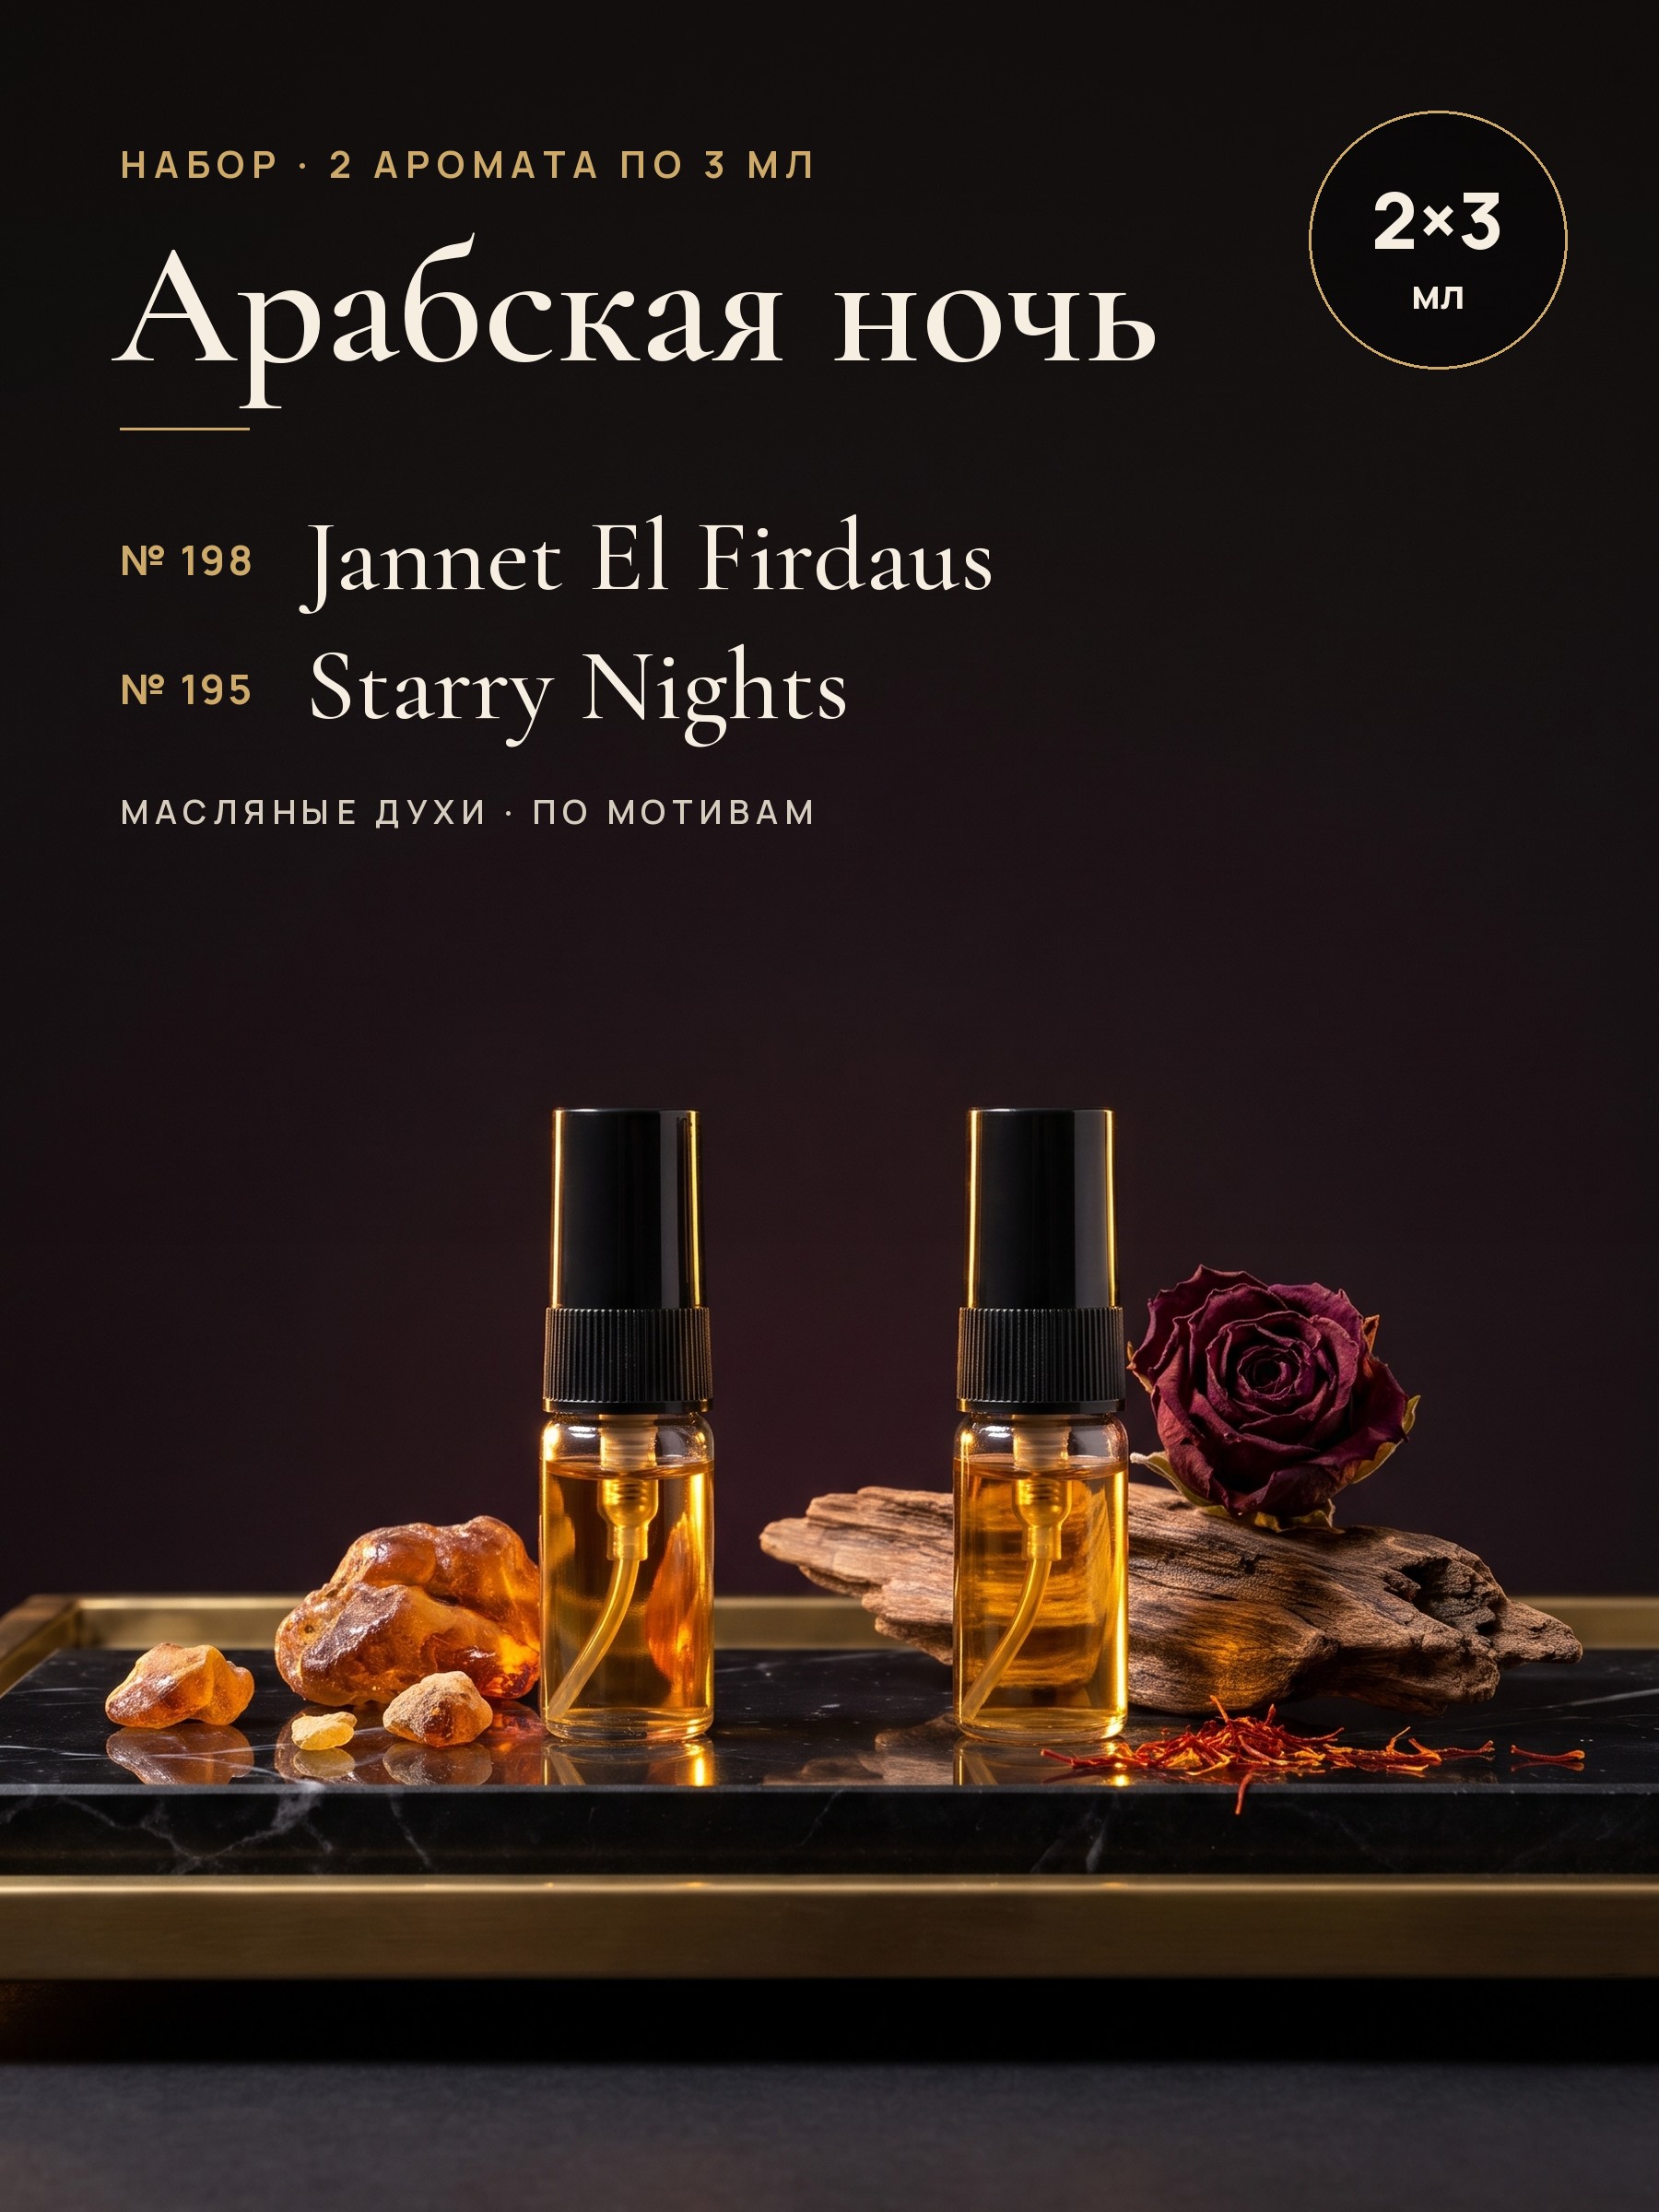 НАБОР · 2 АРОМАТА ПО 3 МЛ
Арабская ночь
2×3
мл
№ 198 Jannet El Firdaus
№ 195 Starry Nights
МАСЛЯНЫЕ ДУХИ · ПО МОТИВАМ